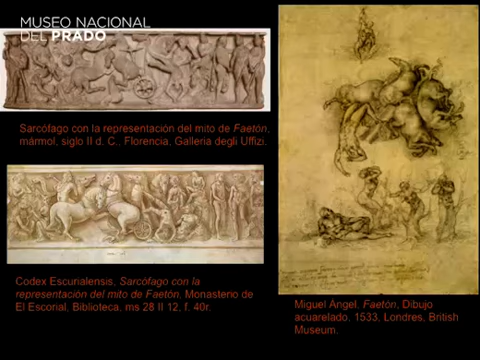 MUSEO NACIONAL
DEL PRADO
Sarcófago con la representación del mito de Faetón,
mármol, siglo II d. C., Florencia, Galleria degli Uffizi.
Codex Escurialensis, Sarcófago con la
representación del mito de Faetón, Monasterio de
El Escorial, Biblioteca, ms 28 II 12, f. 40r.
Miguel Ángel, Faetón, Dibujo
acuarelado, 1533, Londres, British
Museum.